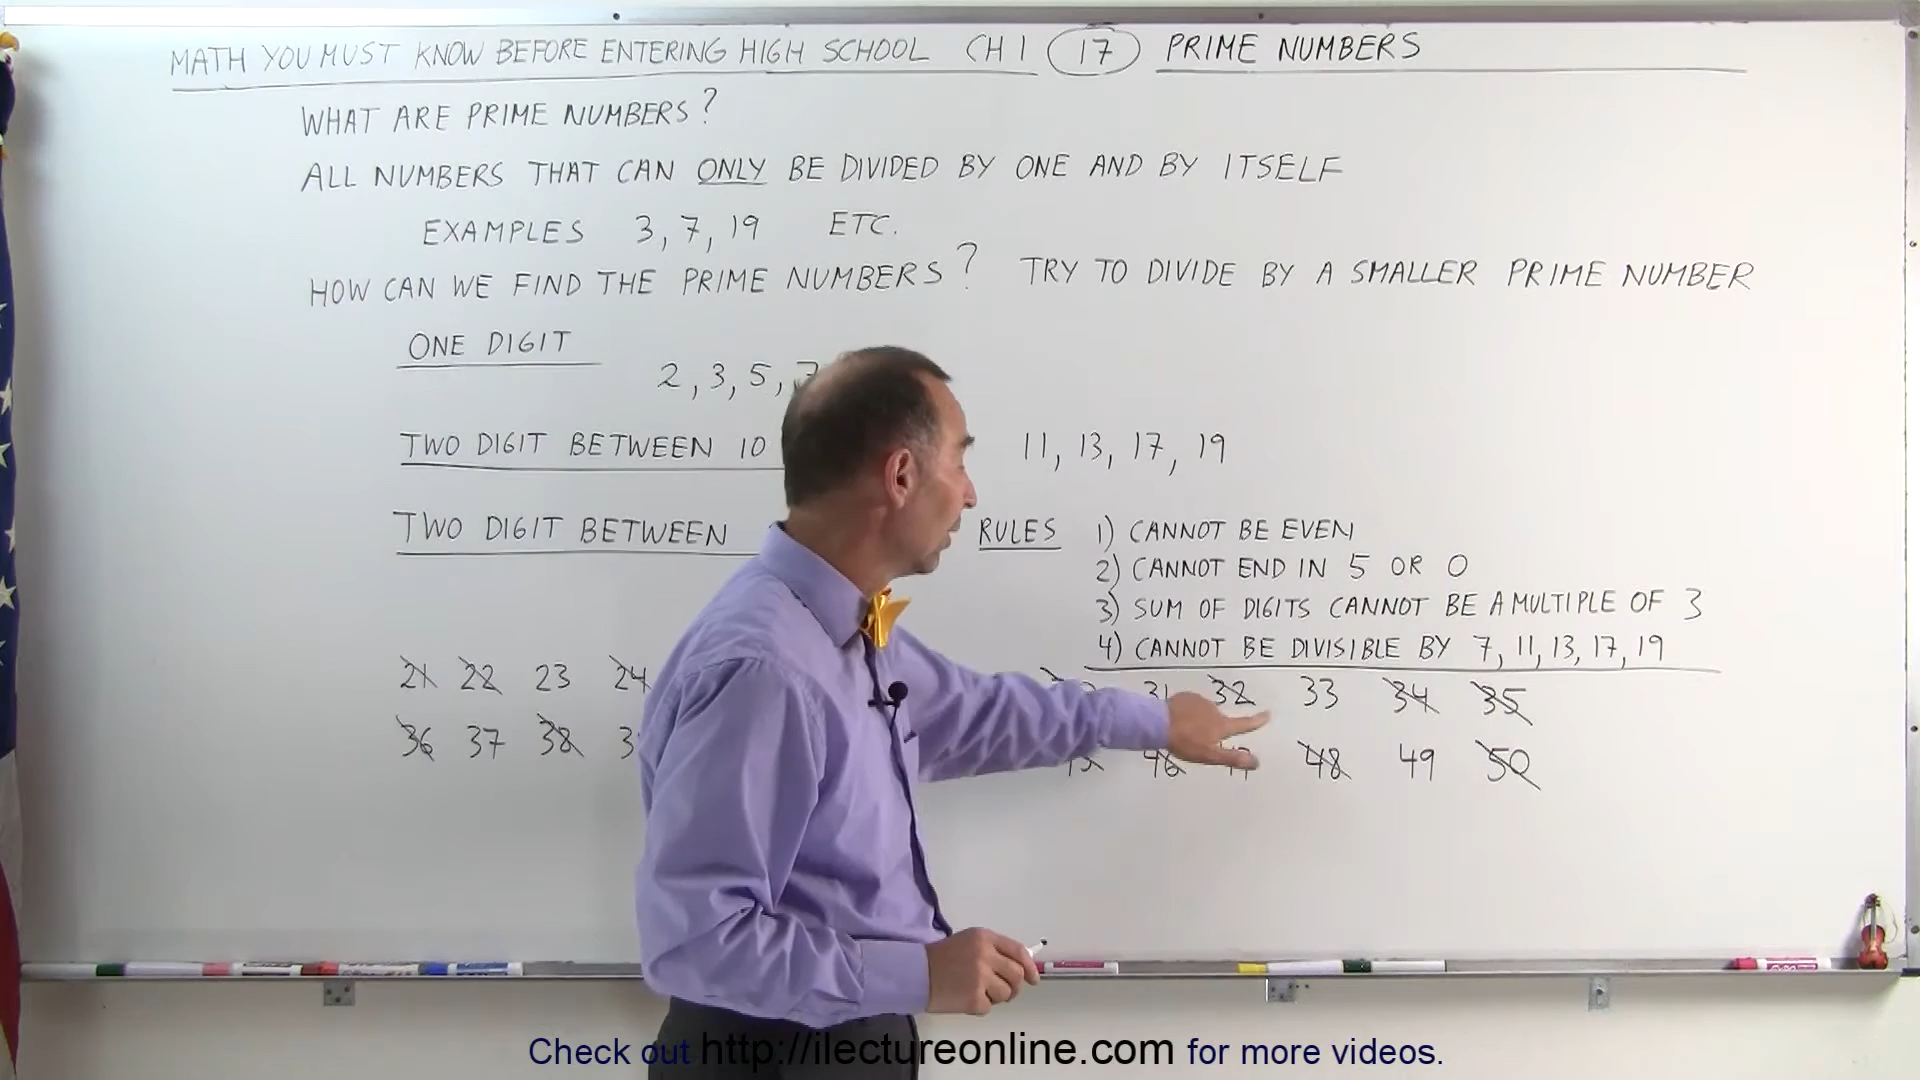 MATH YOU MUST KNOW BEFORE ENTERING HIGH SCHOOL CH 1 17 PRIME NUMBERS
WHAT ARE PRIME NUMBERS?
ALL NUMBERS THAT CAN ONLY BE DIVIDED BY ONE AND BY ITSELF
EXAMPLES 3, 7, 19 ETC.
HOW CAN WE FIND THE PRIME NUMBERS? TRY TO DIVIDE BY A SMALLER PRIME NUMBER
ONE DIGIT
2, 3, 5, 7
TWO DIGIT BETWEEN 10
11, 13, 17, 19
TWO DIGIT BETWEEN
RULES 1) CANNOT BE EVEN
2) CANNOT END IN 5 OR 0
3) SUM OF DIGITS CANNOT BE A MULTIPLE OF 3
4) CANNOT BE DIVISIBLE BY 7, 11, 13, 17, 19
21 22 23 24 31 32 33 34 35
36 37 38 46 48 49 50
Check out http://ilectureonline.com for more videos.